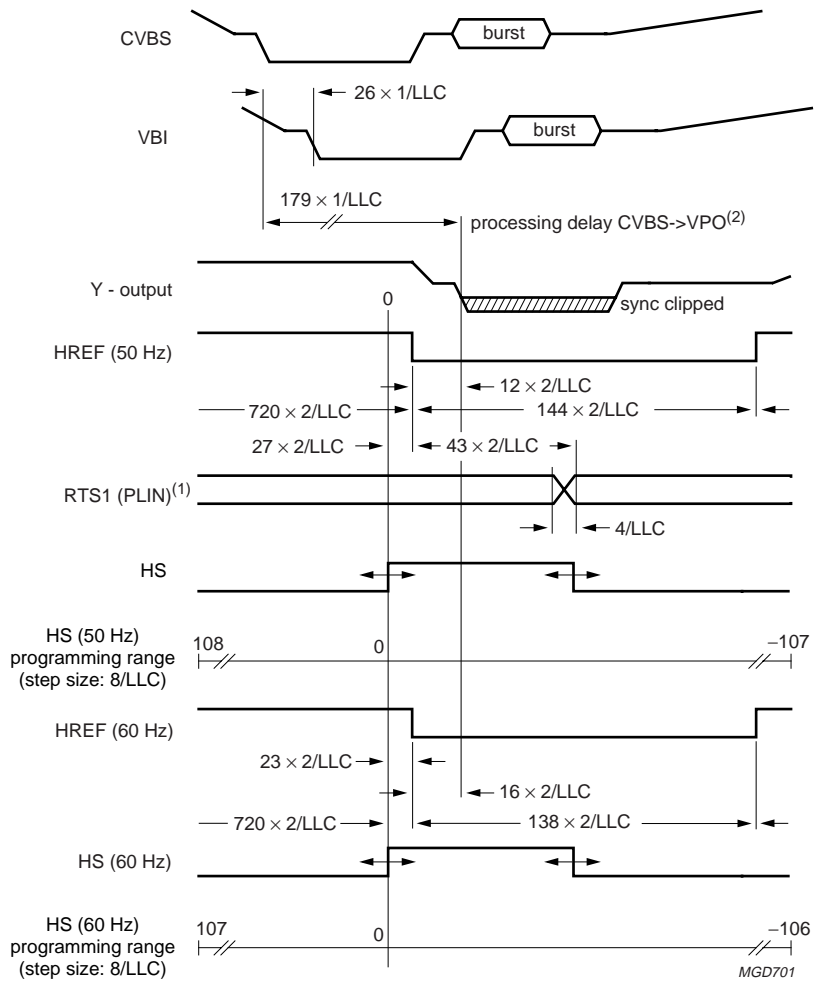 CVBS
burst
26 × 1/LLC
VBI
burst
179 × 1/LLC
processing delay CVBS->VPO(2)
Y - output
0
sync clipped
HREF (50 Hz)
12 × 2/LLC
720 × 2/LLC
144 × 2/LLC
27 × 2/LLC
43 × 2/LLC
RTS1 (PLIN)(1)
4/LLC
HS
HS (50 Hz)
programming range
(step size: 8/LLC)
108
0
−107
HREF (60 Hz)
23 × 2/LLC
16 × 2/LLC
720 × 2/LLC
138 × 2/LLC
HS (60 Hz)
HS (60 Hz)
programming range
(step size: 8/LLC)
107
0
−106
MGD701